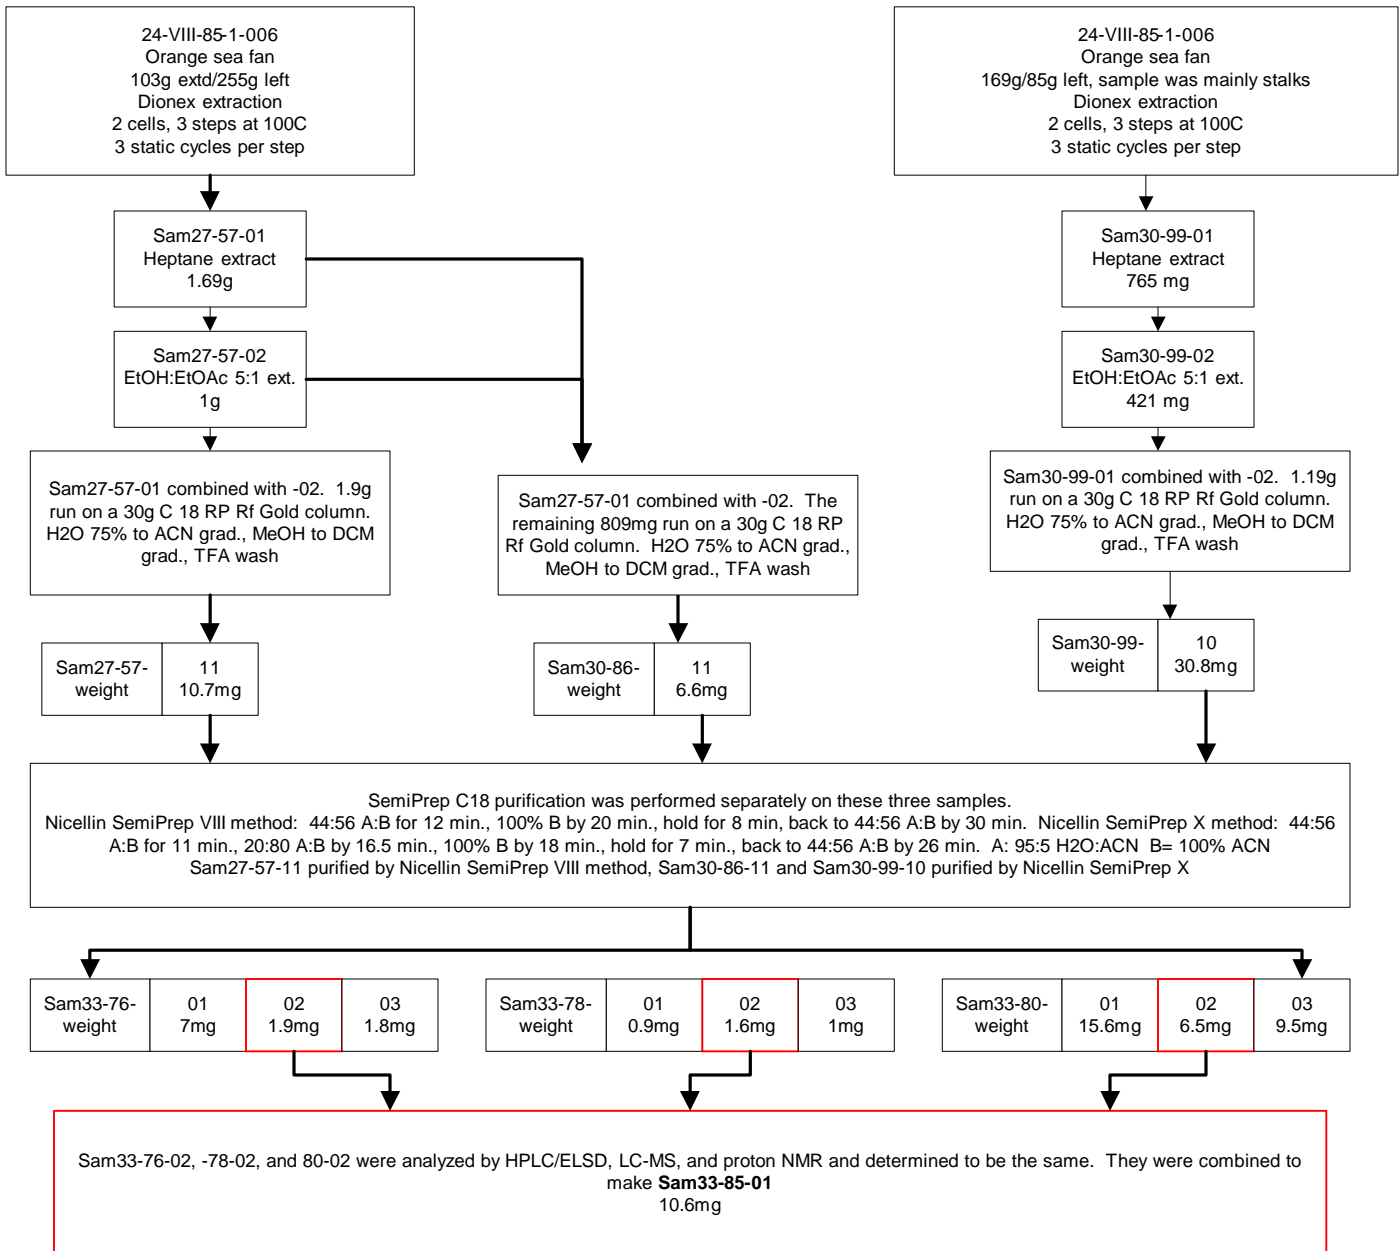 24-VIII-85-1-006
Orange sea fan
103g extd/255g left
Dionex extraction
2 cells, 3 steps at 100C
3 static cycles per step
24-VIII-85-1-006
Orange sea fan
169g/85g left, sample was mainly stalks
Dionex extraction
2 cells, 3 steps at 100C
3 static cycles per step
Sam27-57-01
Heptane extract
1.69g
Sam30-99-01
Heptane extract
765 mg
Sam27-57-02
EtOH:EtOAc 5:1 ext.
1g
Sam30-99-02
EtOH:EtOAc 5:1 ext.
421 mg
Sam27-57-01 combined with -02.  1.9g
run on a 30g C 18 RP Rf Gold column.
H2O 75% to ACN grad., MeOH to DCM
grad., TFA wash
Sam27-57-01 combined with -02.  The
remaining 809mg run on a 30g C 18 RP
Rf Gold column.  H2O 75% to ACN grad.,
MeOH to DCM grad., TFA wash
Sam30-99-01 combined with -02.  1.19g
run on a 30g C 18 RP Rf Gold column.
H2O 75% to ACN grad., MeOH to DCM
grad., TFA wash
Sam27-57-
weight
11
10.7mg
Sam30-86-
weight
11
6.6mg
Sam30-99-
weight
10
30.8mg
SemiPrep C18 purification was performed separately on these three samples.
Nicellin SemiPrep VIII method:  44:56 A:B for 12 min., 100% B by 20 min., hold for 8 min, back to 44:56 A:B by 30 min.  Nicellin SemiPrep X method:  44:56
A:B for 11 min., 20:80 A:B by 16.5 min., 100% B by 18 min., hold for 7 min., back to 44:56 A:B by 26 min.  A: 95:5 H2O:ACN  B= 100% ACN
Sam27-57-11 purified by Nicellin SemiPrep VIII method, Sam30-86-11 and Sam30-99-10 purified by Nicellin SemiPrep X
Sam33-76-
weight
01
7mg
02
1.9mg
03
1.8mg
Sam33-78-
weight
01
0.9mg
02
1.6mg
03
1mg
Sam33-80-
weight
01
15.6mg
02
6.5mg
03
9.5mg
Sam33-76-02, -78-02, and 80-02 were analyzed by HPLC/ELSD, LC-MS, and proton NMR and determined to be the same.  They were combined to
make Sam33-85-01
10.6mg